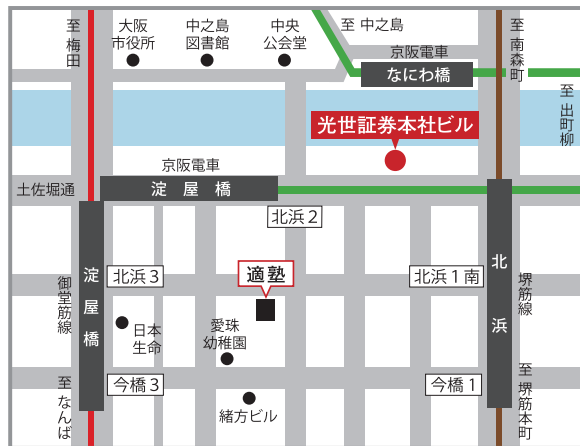 至
梅
田
大阪
市役所
中之島
図書館
中央
公会堂
至 中之島
京阪電車
なにわ橋
至
南
森
町
至
出
町
柳
光世証券本社ビル
京阪電車
土佐堀通
淀屋橋
北浜2
淀
屋
橋
北浜3
適塾
北浜1南
北
浜
御
堂
筋
線
堺
筋
線
日本
生命
愛珠
幼稚園
今橋3
今橋1
至
な
ん
ば
緒方ビル
至
堺
筋
本
町